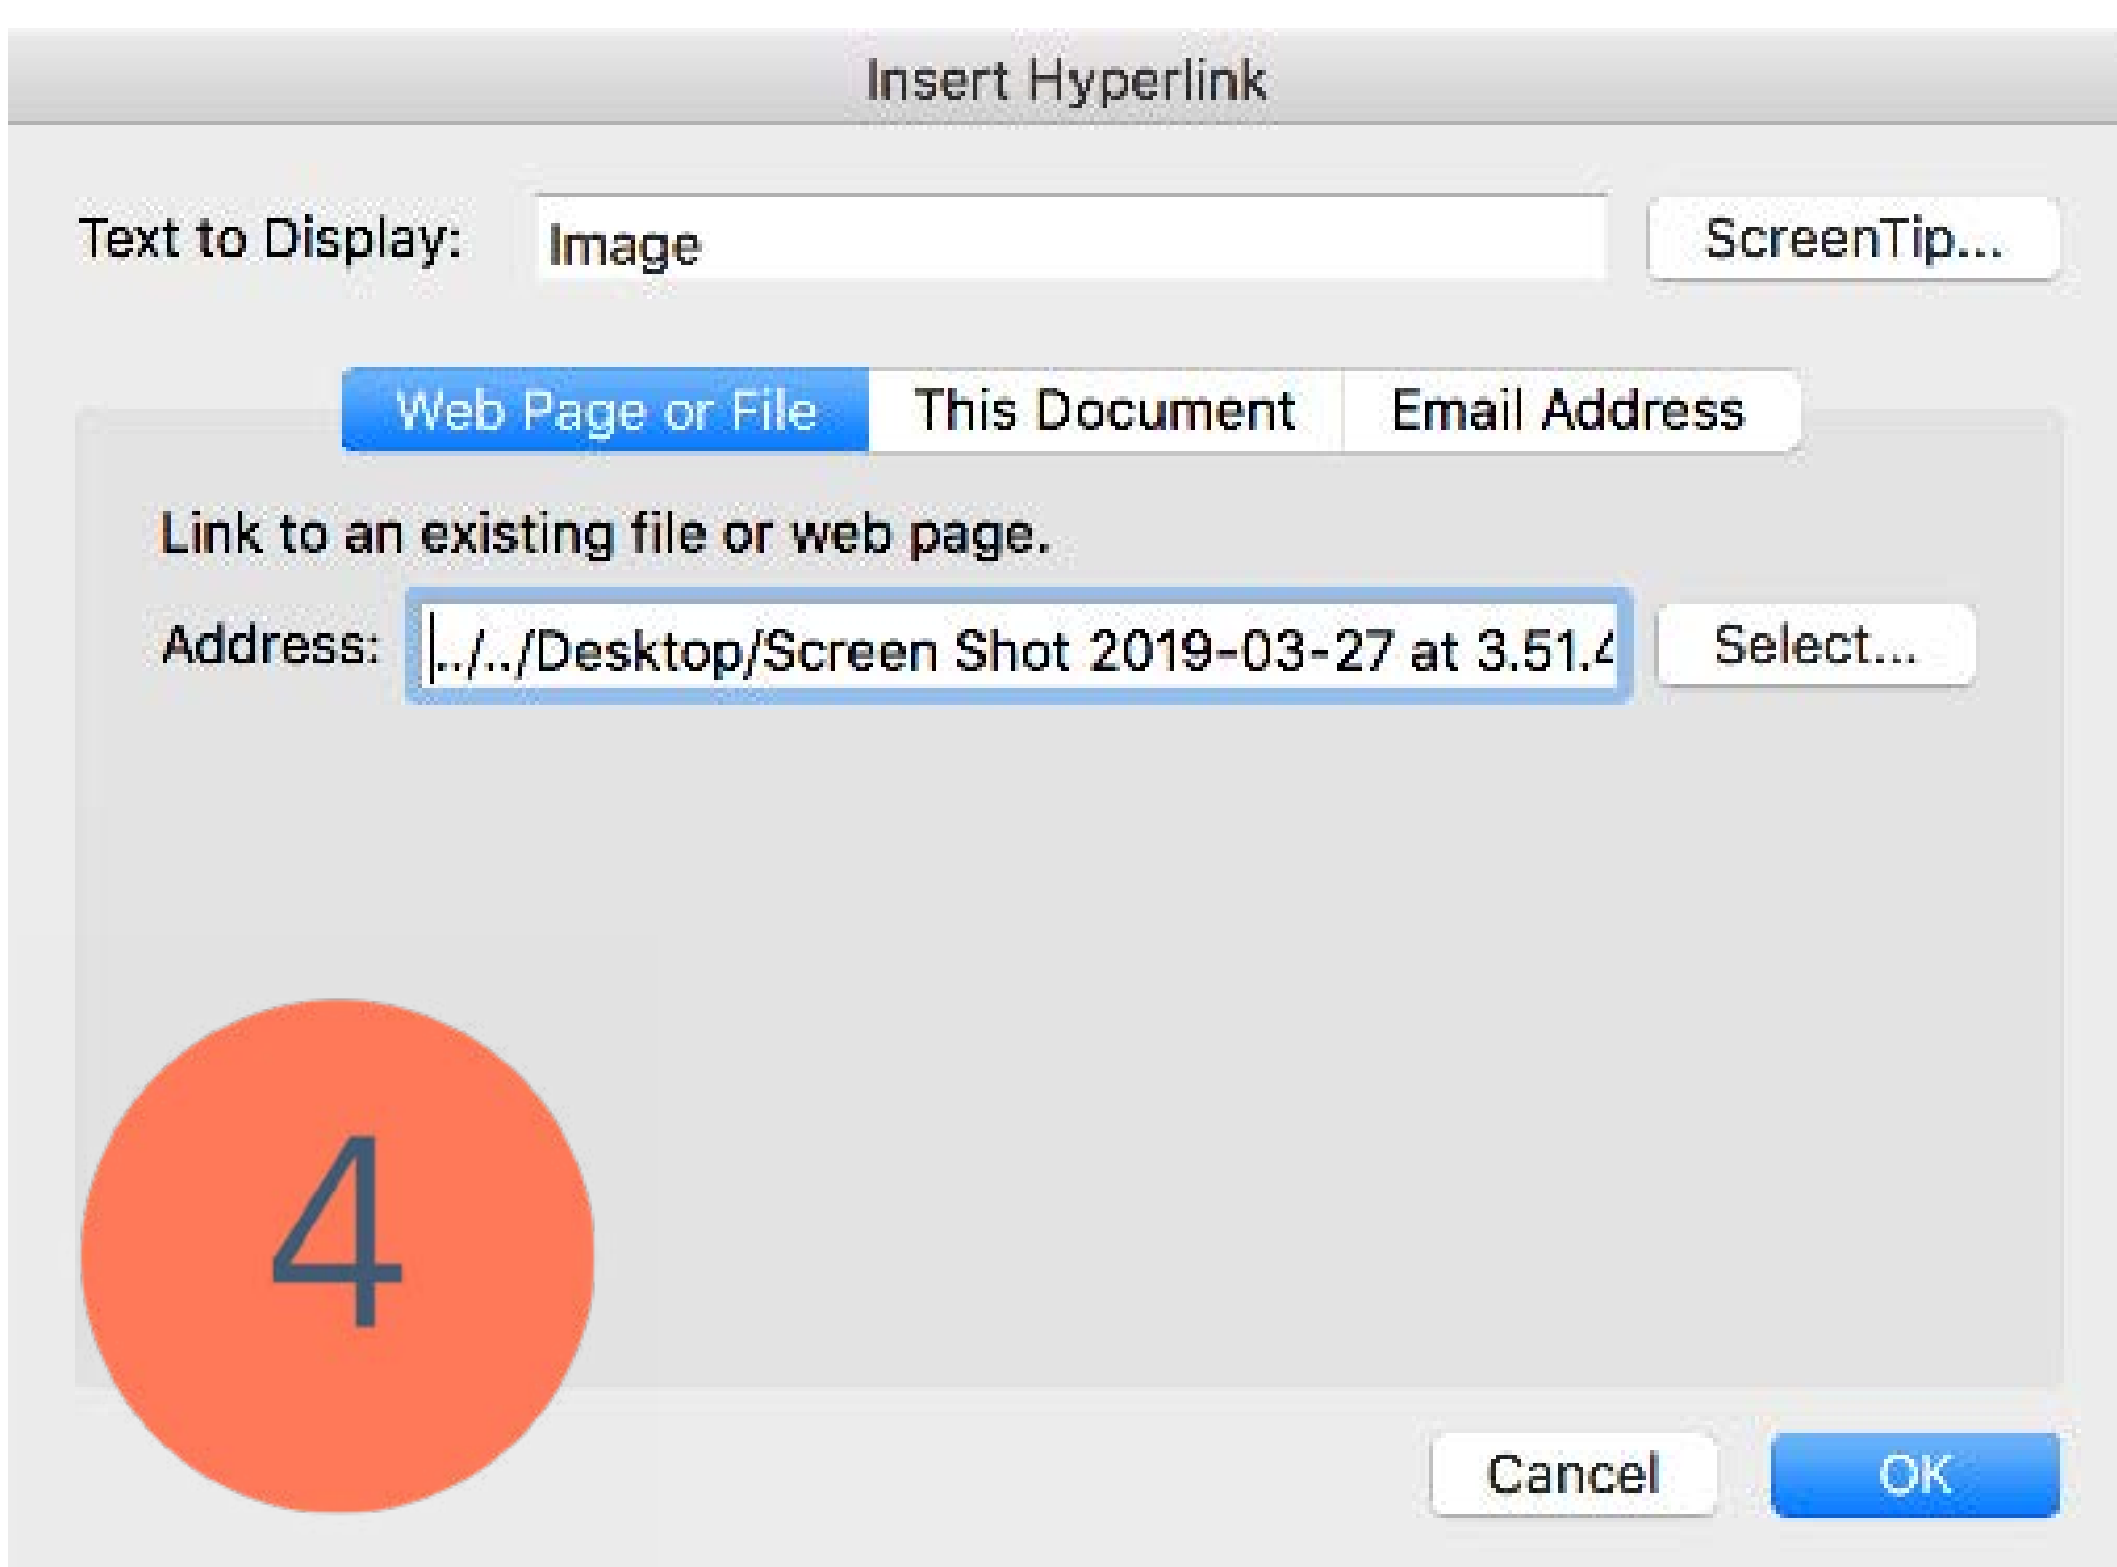 Insert Hyperlink
Text to Display: Image ScreenTip...
Web Page or File This Document Email Address
Link to an existing file or web page.
Address: ../../Desktop/Screen Shot 2019-03-27 at 3.51.4 Select...
4
Cancel OK